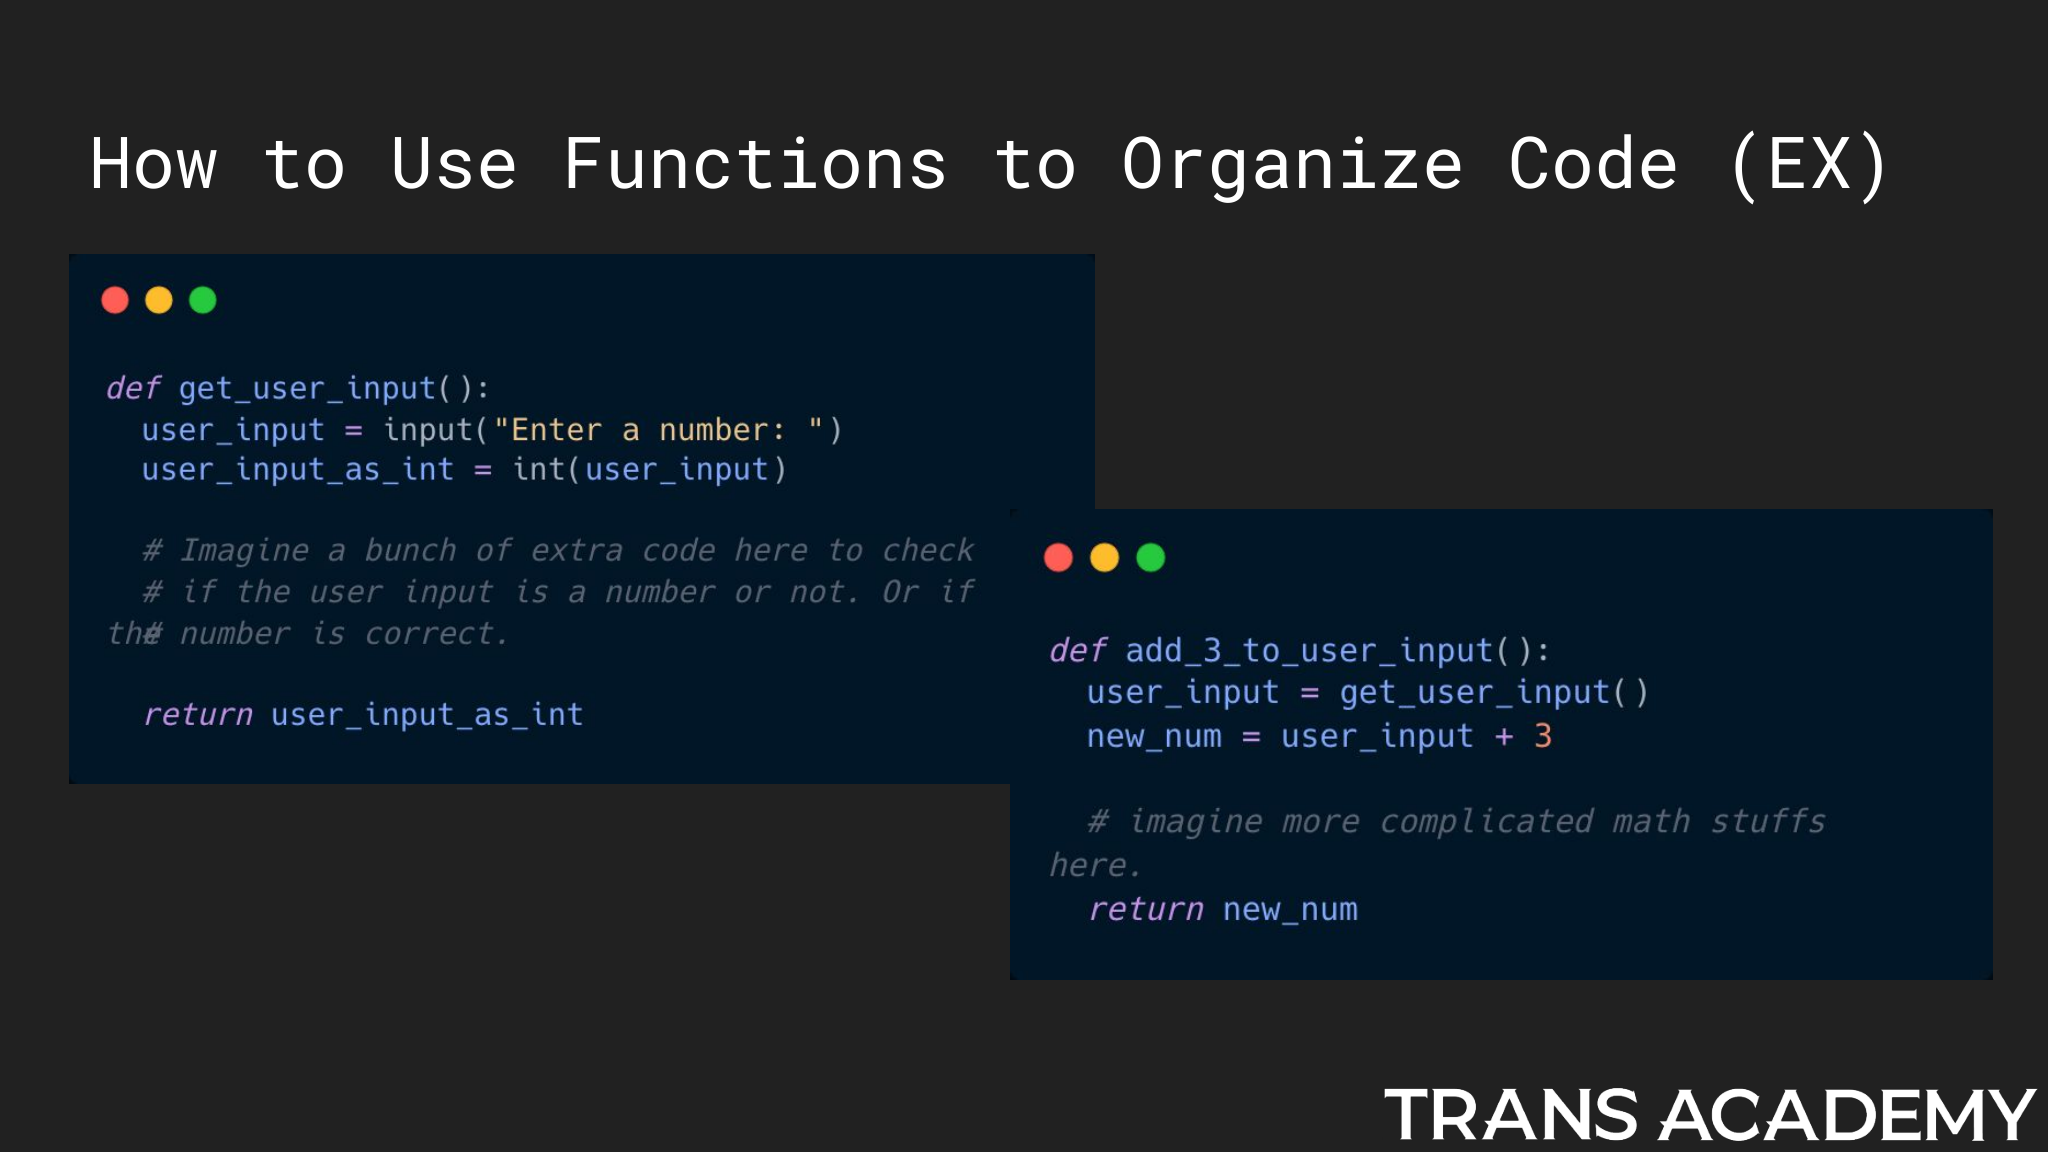 How to Use Functions to Organize Code (EX)
def get_user_input():
user_input = input("Enter a number: ")
user_input_as_int = int(user_input)
# Imagine a bunch of extra code here to check
# if the user input is a number or not. Or if
the# number is correct.
return user_input_as_int
def add_3_to_user_input():
user_input = get_user_input()
new_num = user_input + 3
# imagine more complicated math stuffs
here.
return new_num
TRANS ACADEMY